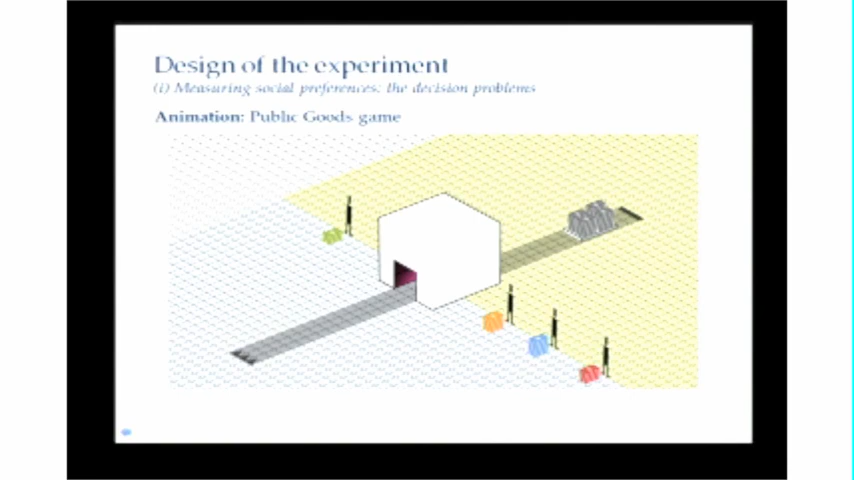 Design of the experiment
(i) Measuring social preferences: the decision problems
Animation: Public Goods game